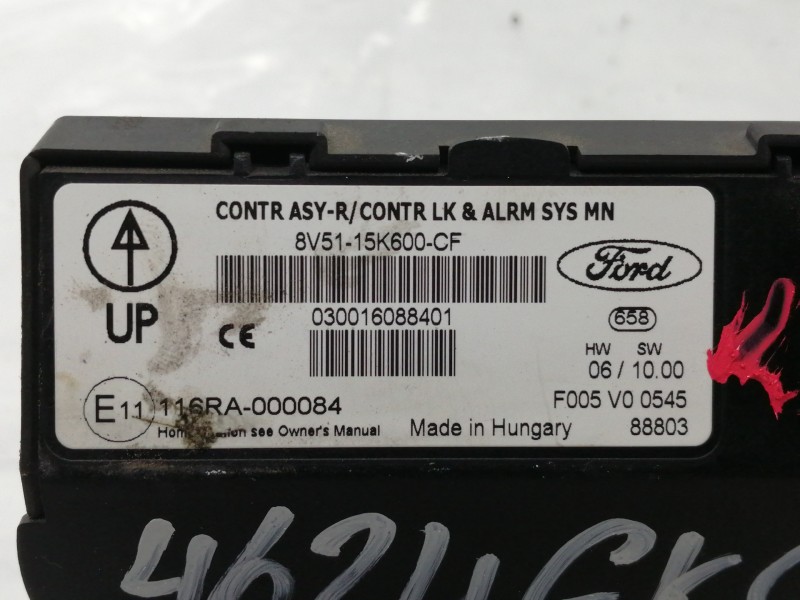 CONTR ASY-R/CONTR LK & ALRM SYS MN
8V51-15K600-CF
Ford
UP
CE
030016088401
658
HW SW
06 / 10.00
E11 116RA-000084
F005 V0 0545
see Owner's Manual
Made in Hungary
88803